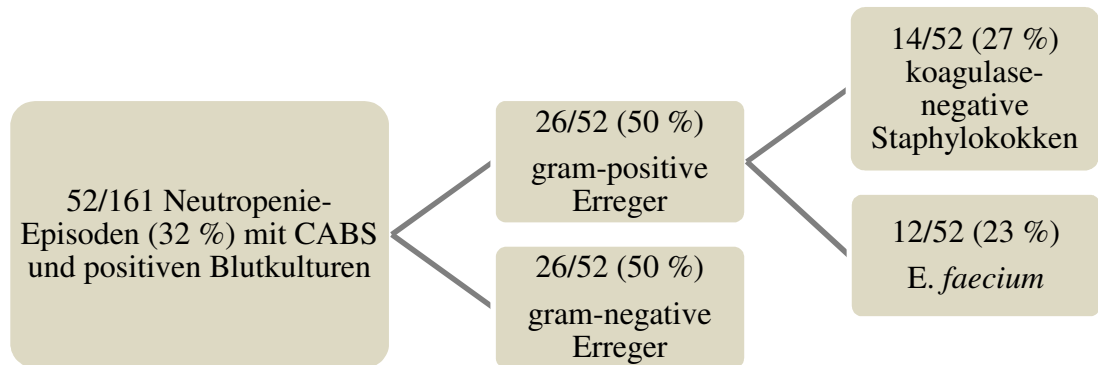 52/161 Neutropenie-
Episoden (32 %) mit CABS
und positiven Blutkulturen
26/52 (50 %)
gram-positive
Erreger
26/52 (50 %)
gram-negative
Erreger
14/52 (27 %)
koagulase-
negative
Staphylokokken
12/52 (23 %)
E. faecium